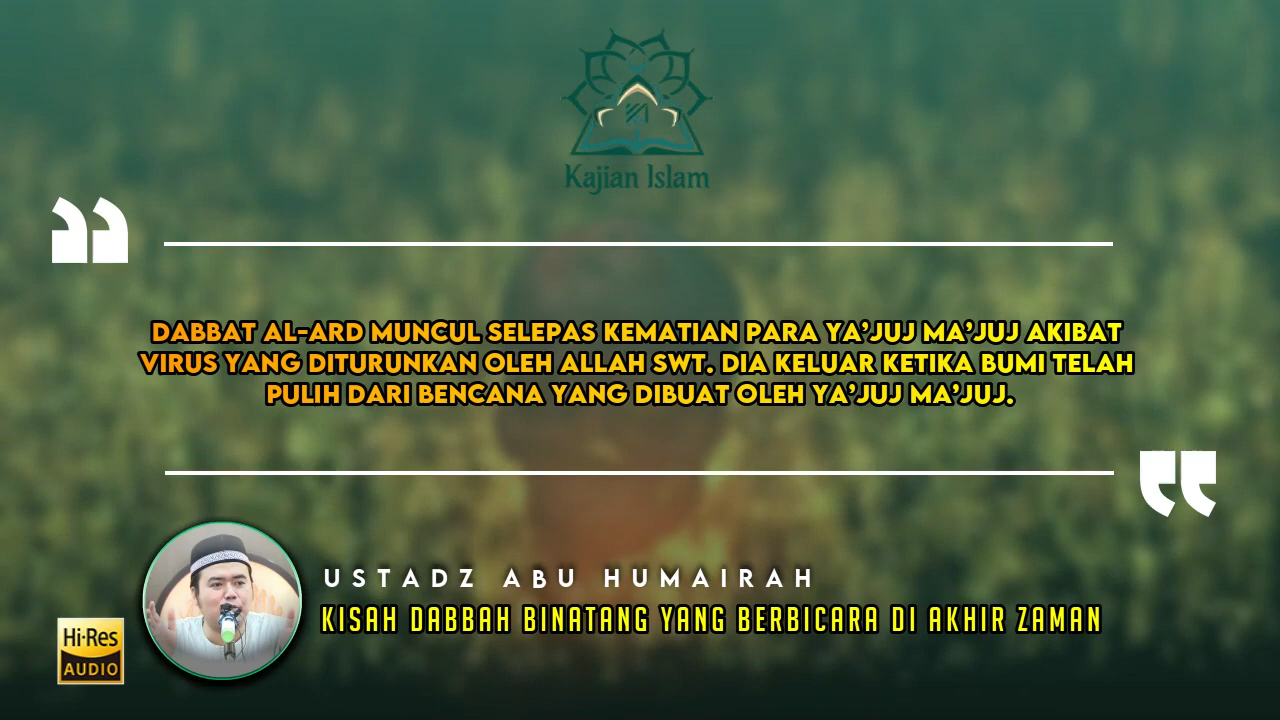 Kajian Islam
DABBAT AL-ARD MUNCUL SELEPAS KEMATIAN PARA YA'JUJ MA'JUJ AKIBAT
VIRUS YANG DITURUNKAN OLEH ALLAH SWT. DIA KELUAR KETIKA BUMI TELAH
PULIH DARI BENCANA YANG DIBUAT OLEH YA'JUJ MA'JUJ.
USTADZ ABU HUMAIRAH
KISAH DABBAH BINATANG YANG BERBICARA DI AKHIR ZAMAN
Hi-Res
AUDIO